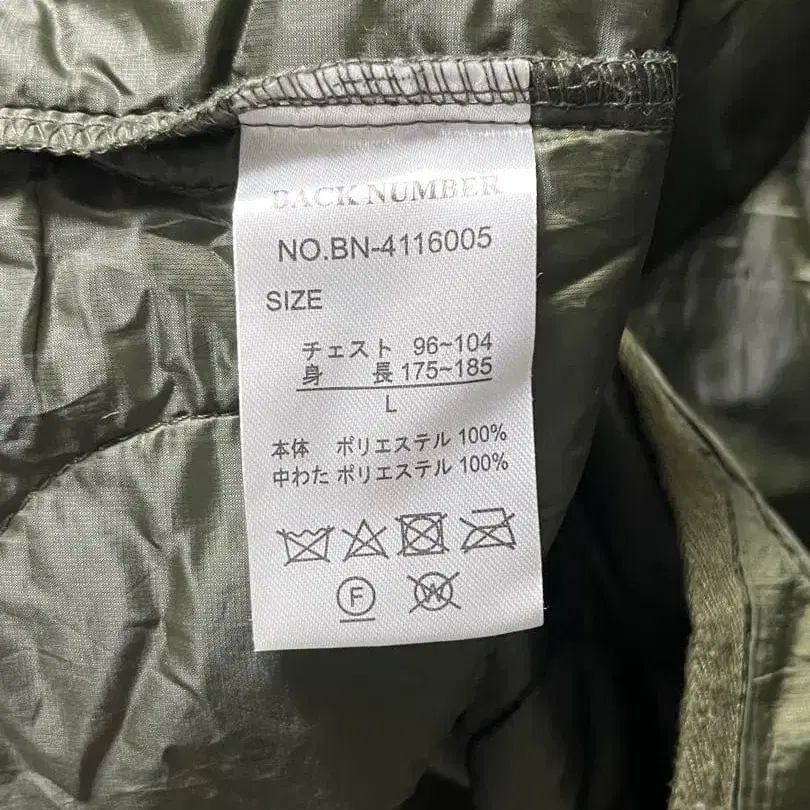 BACK NUMBER
NO.BN-4116005
SIZE
チェスト 96~104
身 長 175~185
L
本体 ポリエステル 100%
中わた ポリエステル 100%
F W